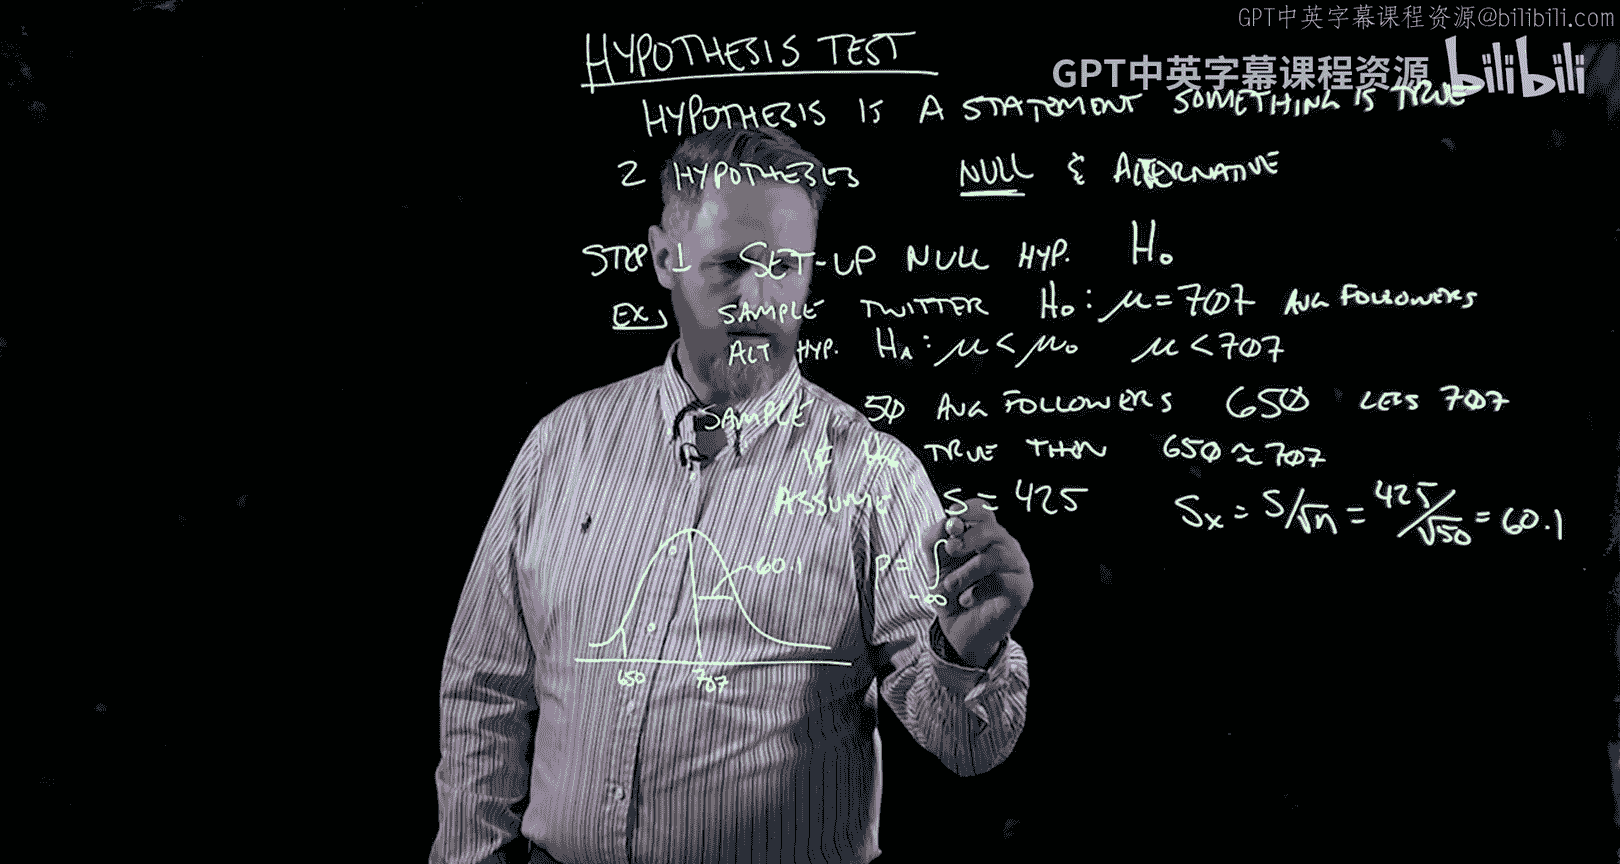 GPT中英字幕课程资源@bilibili.com
GPT中英字幕课程资源 bilibili
HYPOTHESIS TEST
HYPOTHESIS IS A STATEMENT SOMETHING IS TRUE
2 HYPOTHESES NULL & ALTERNATIVE
STEP 1 SET-UP NULL HYP. H₀
EX, SAMPLE TWITTER H₀: μ=707 AVG FOLLOWERS
ALT HYP. Hₐ: μ<μ₀ μ<707
SAMPLE 50 AVG FOLLOWERS 650 LESS 707
IF H₀ TRUE THEN 650≈707
ASSUME S=425 Sx = S/√n = 425/√50 = 60.1
60.1 P= ∫ -∞
650 707